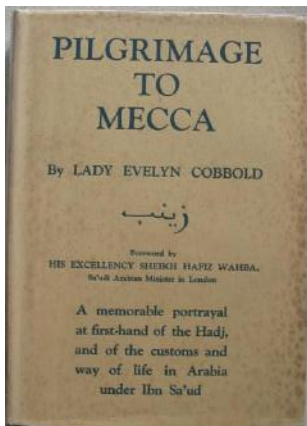 PILGRIMAGE
TO
MECCA
By LADY EVELYN COBBOLD
زينب
Foreword by
HIS EXCELLENCY SHEIKH HAFIZ WAHBA,
Sa'udi Arabian Minister in London
A memorable portrayal
at first-hand of the Hadj,
and of the customs and
way of life in Arabia
under Ibn Sa'ud